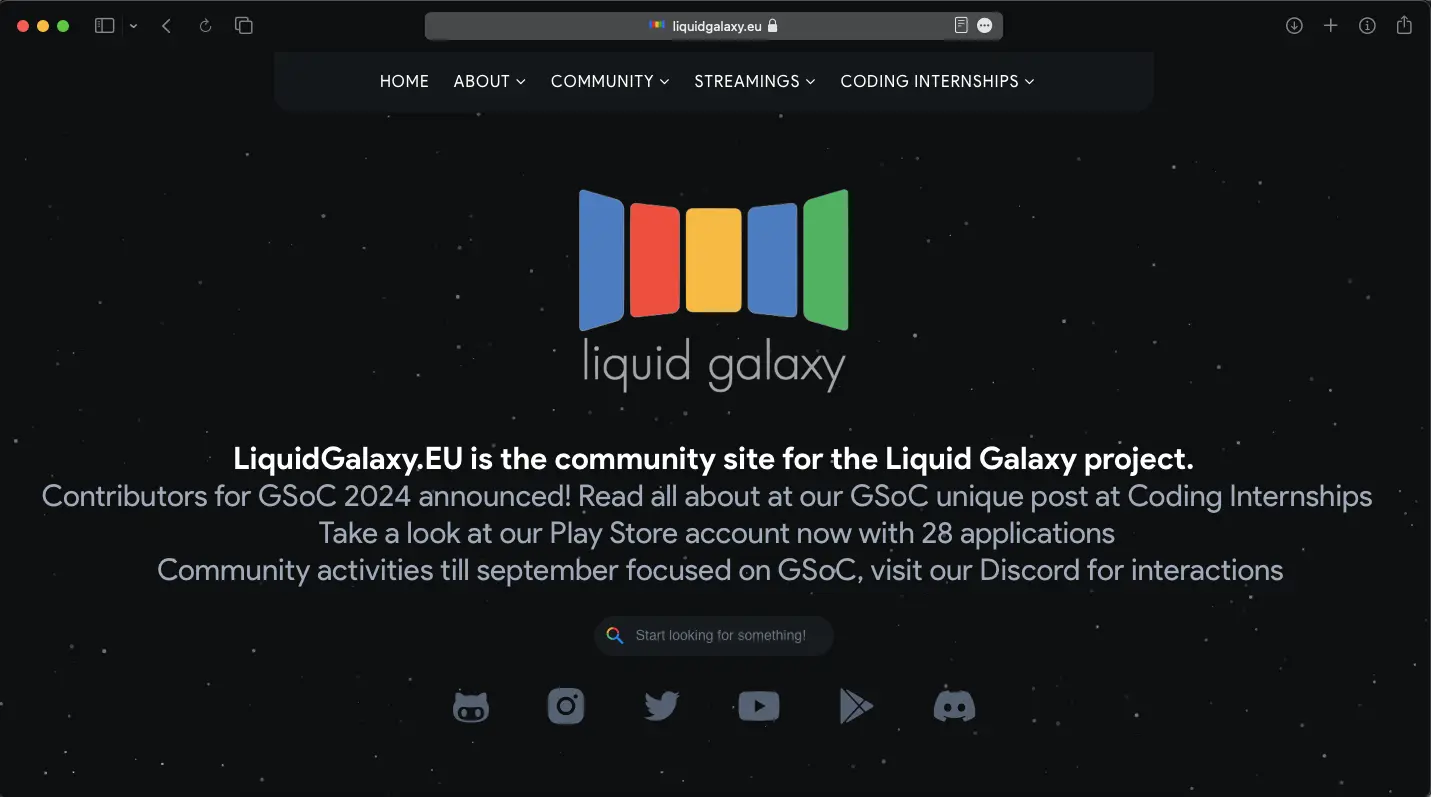 liquidgalaxy.eu
HOME ABOUT COMMUNITY STREAMINGS CODING INTERNSHIPS
liquid galaxy
LiquidGalaxy.EU is the community site for the Liquid Galaxy project.
Contributors for GSoC 2024 announced! Read all about at our GSoC unique post at Coding Internships
Take a look at our Play Store account now with 28 applications
Community activities till september focused on GSoC, visit our Discord for interactions
Start looking for something!